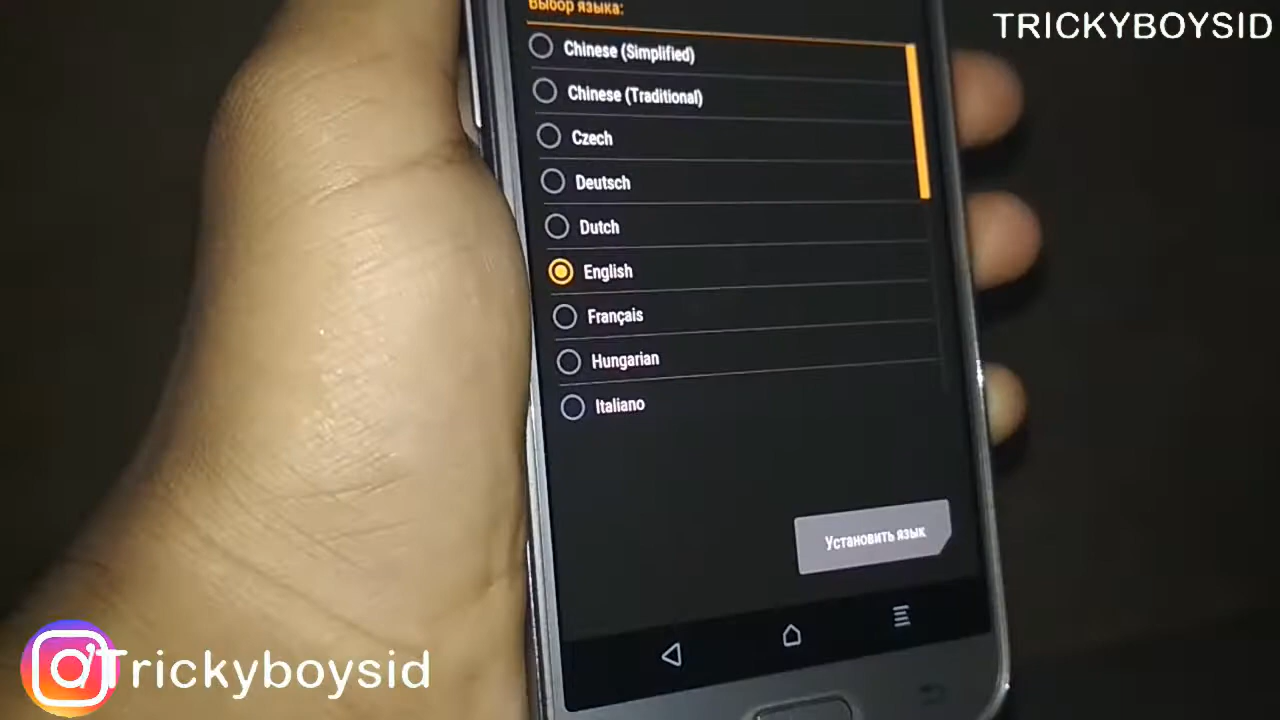 TRICKYBOYSID
Выбор языка:
Chinese (Simplified)
Chinese (Traditional)
Czech
Deutsch
Dutch
English
Français
Hungarian
Italiano
Установить язык
Trickyboysid